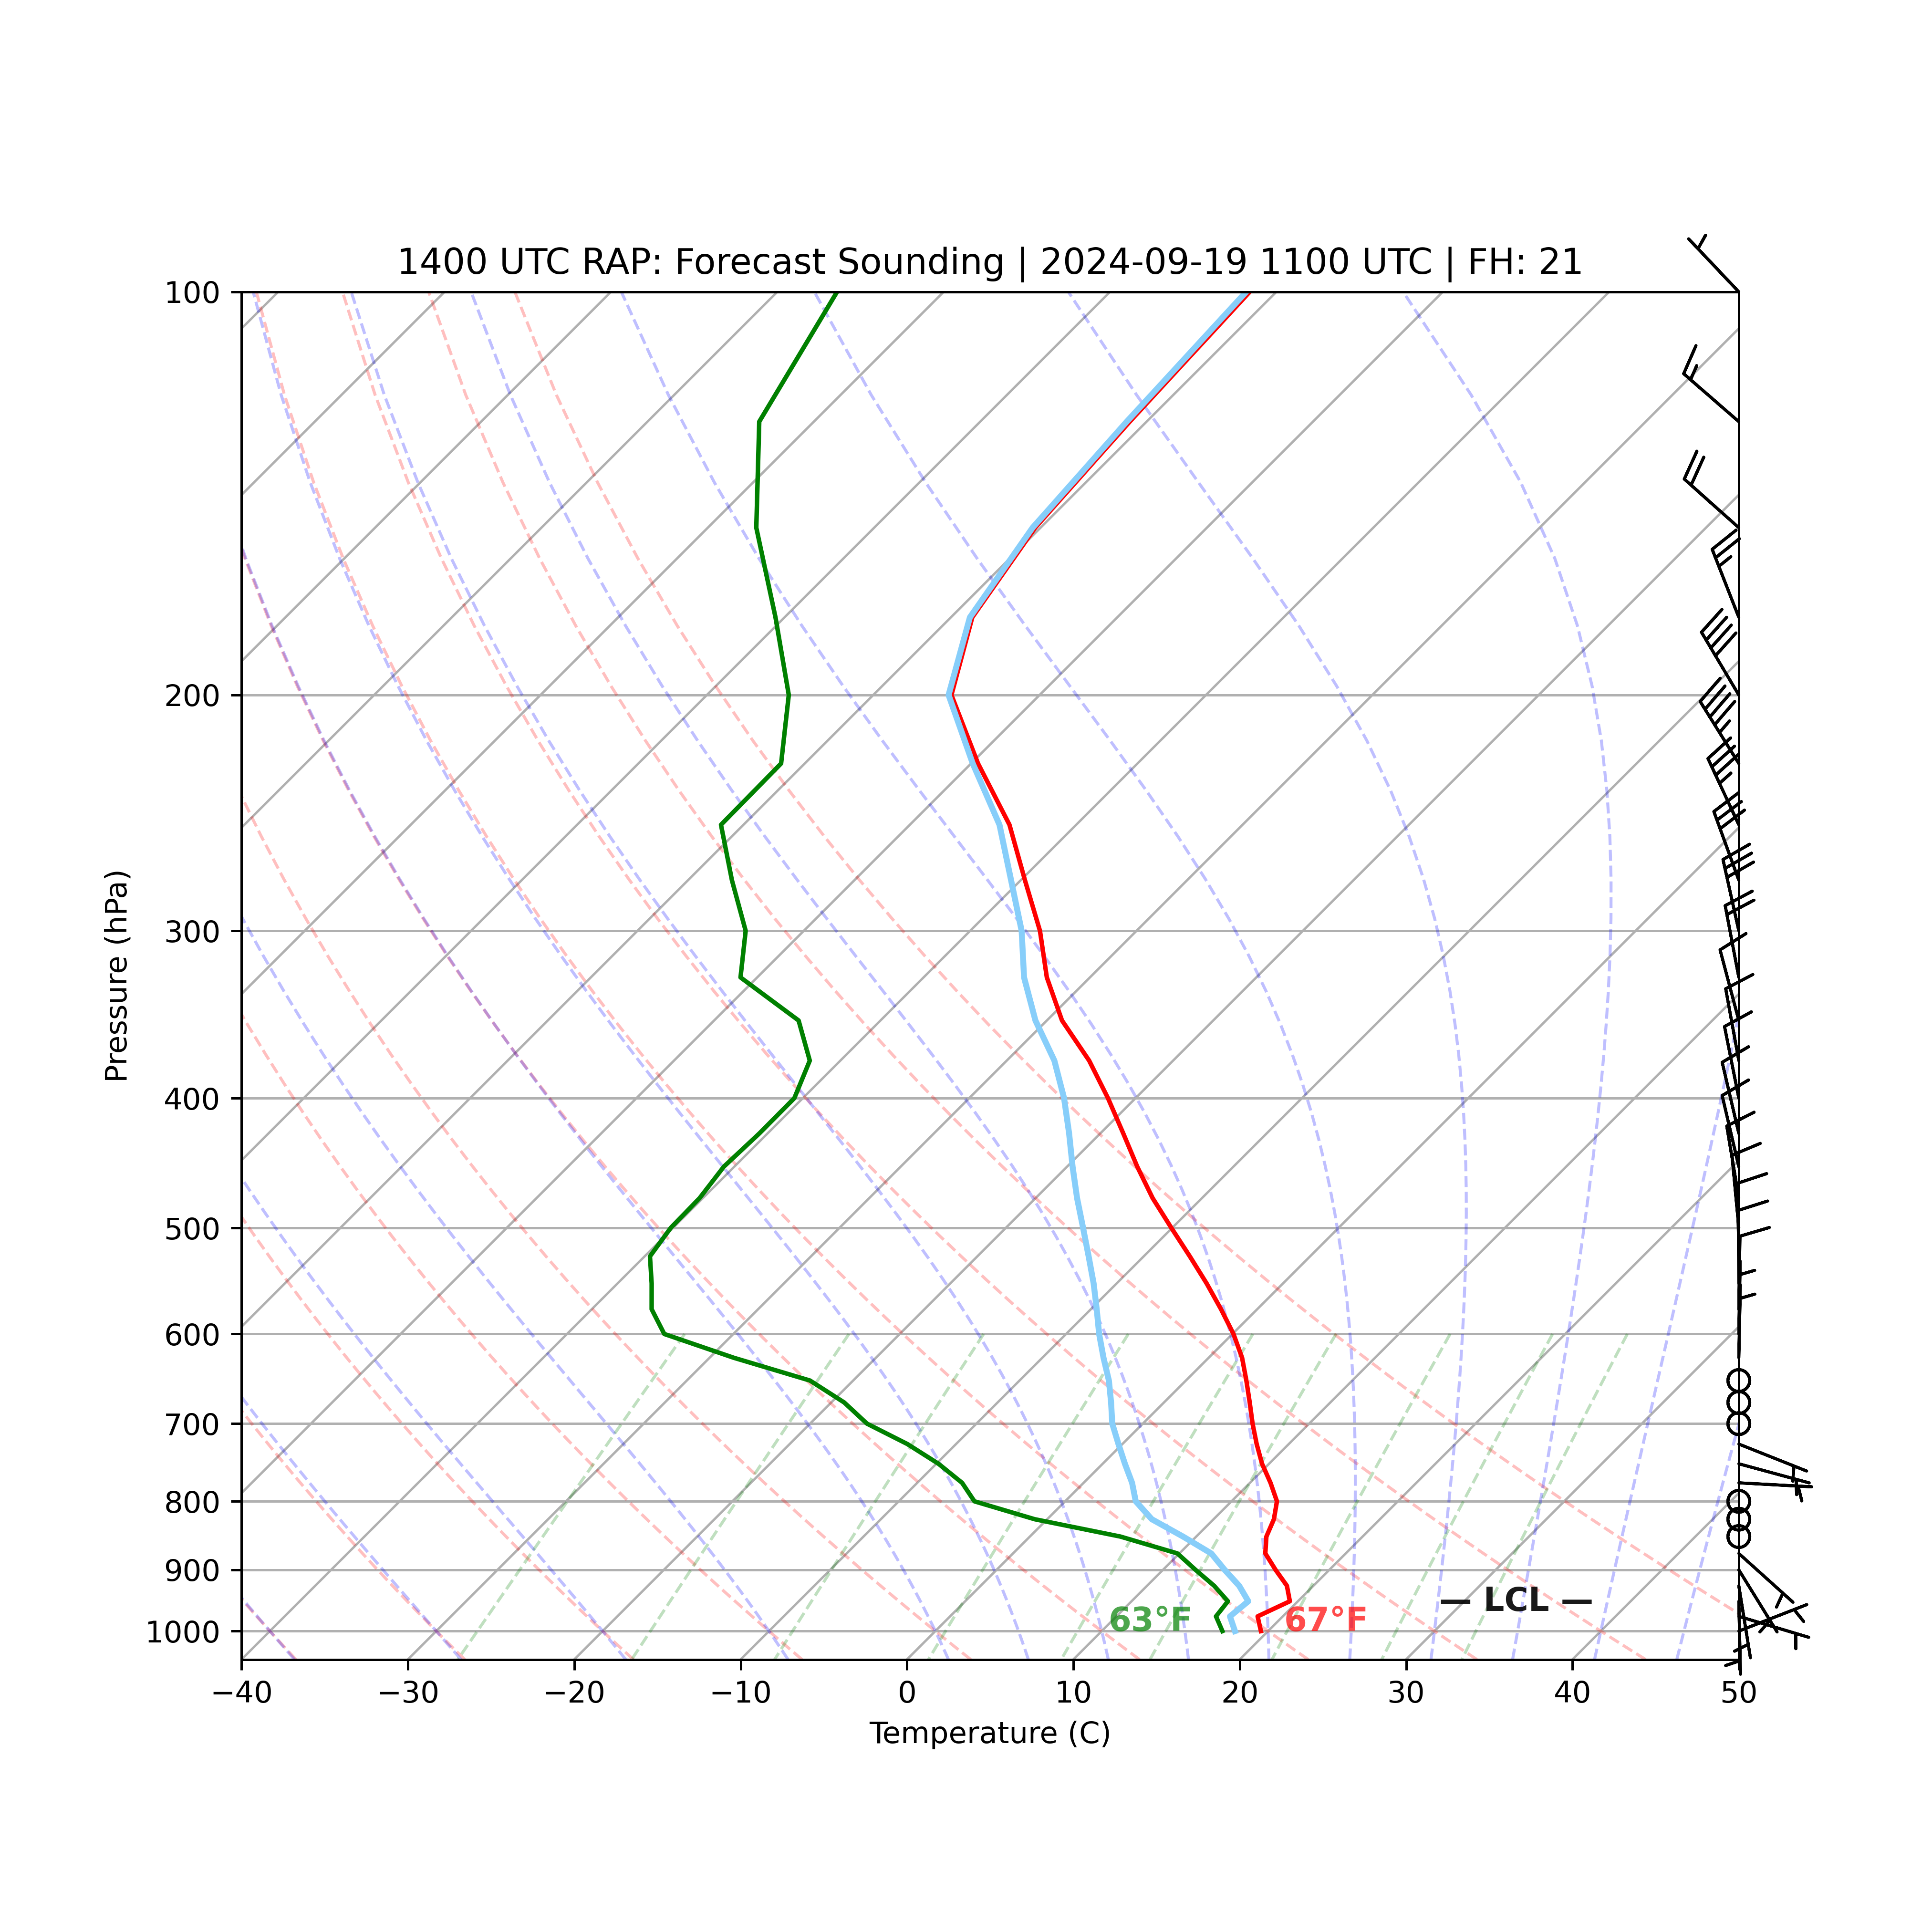 1400 UTC RAP: Forecast Sounding | 2024-09-19 1100 UTC | FH: 21
100
200
300
400
500
600
700
800
900
1000
Pressure (hPa)
— LCL —
63°F 67°F
−40 −30 −20 −10 0 10 20 30 40 50
Temperature (C)